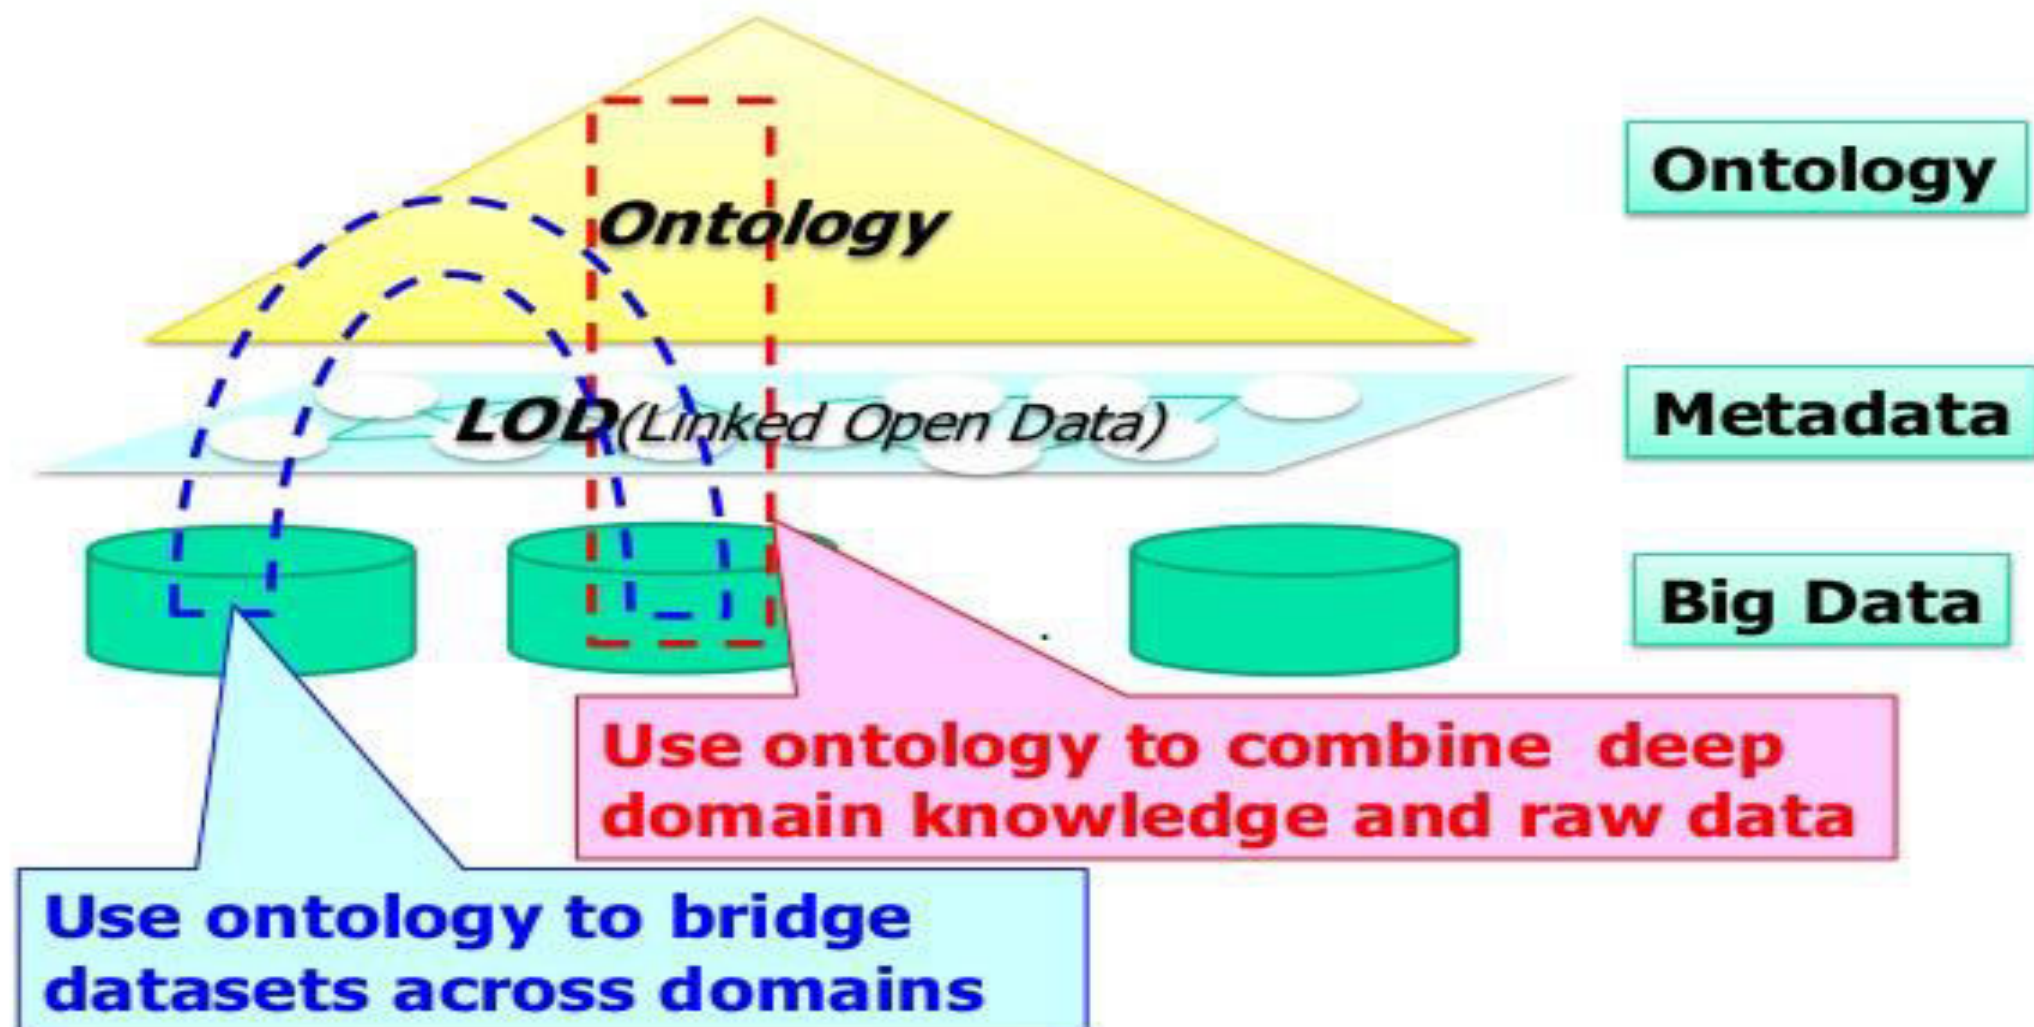 Ontology
Ontology
LOD(Linked Open Data)
Metadata
Big Data
Use ontology to combine deep
domain knowledge and raw data
Use ontology to bridge
datasets across domains